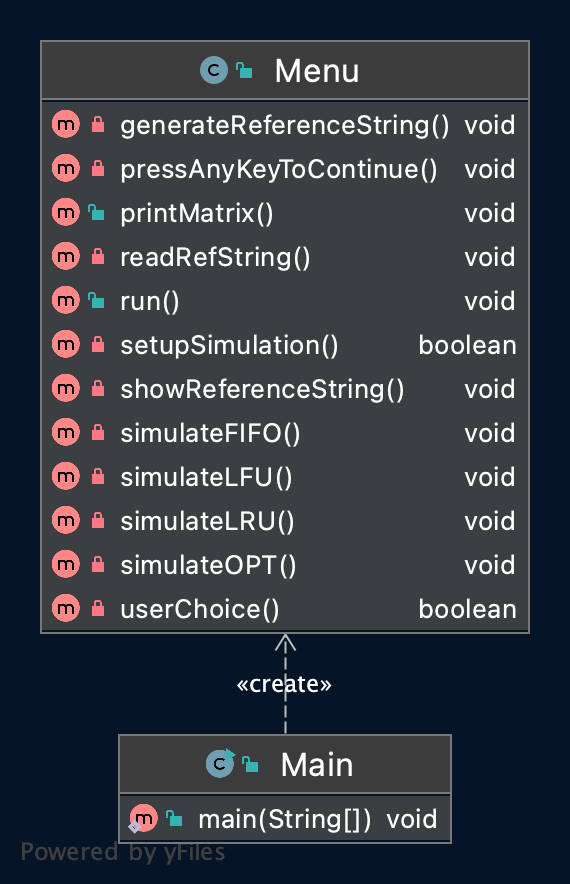 Menu
generateReferenceString() void
pressAnyKeyToContinue() void
printMatrix() void
readRefString() void
run() void
setupSimulation() boolean
showReferenceString() void
simulateFIFO() void
simulateLFU() void
simulateLRU() void
simulateOPT() void
userChoice() boolean
«create»
Main
main(String[]) void
Powered by yFiles